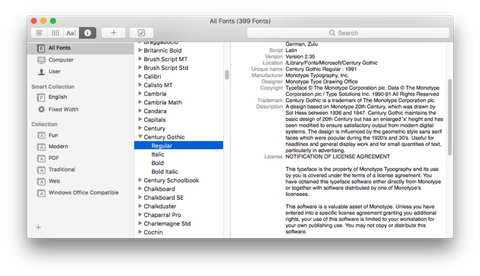 All Fonts (399 Fonts)
Search
All Fonts
Computer
User
Smart Collection
English
Fixed Width
Collection
Fun
Modern
PDF
Traditional
Web
Windows Office Compatible
Braggadocio
Britannic Bold
Brush Script MT
Brush Script Std
Calibri
Calisto MT
Cambria
Cambria Math
Candara
Capitals
Century
Century Gothic
Regular
Italic
Bold
Bold Italic
Century Schoolbook
Chalkboard
Chalkboard SE
Chalkduster
Chaparral Pro
Charlemagne Std
Cochin
German, Zulu
Script Latin
Version Version 2.35
Location /Library/Fonts/Microsoft/Century Gothic
Unique name Century Gothic Regular : 1991
Manufacturer Monotype Typography, Inc.
Designer Monotype Type Drawing Office
Copyright Typeface © The Monotype Corporation plc. Data © The Monotype
Corporation plc / Type Solutions Inc. 1990-91 All Rights Reserved
Trademark Century Gothic is a trademark of The Monotype Corporation.
Description A design based on Monotype 20th Century, which was drawn by
Sol Hess between 1936 and 1947. Century Gothic maintains the
basic design of 20th Century but has an enlarged 'x' height and has
been modified to ensure satisfactory output from modern digital
systems. The design is influenced by the geometric style sans serif
faces which were popular during the 1920's and 30's. Useful for
headlines and general display work and for small quantities of text,
particularly in advertising.
License NOTIFICATION OF LICENSE AGREEMENT
This typeface is the property of Monotype Typography and its use
by you is covered under the terms of a license agreement. You
have obtained this typeface software either directly from Monotype
or together with software distributed by one of Monotype's
licensees.
This software is a valuable asset of Monotype. Unless you have
entered into a specific license agreement granting you additional
rights, your use of this software is limited to your workstation for
your own publishing use. You may not copy or distribute this
software.